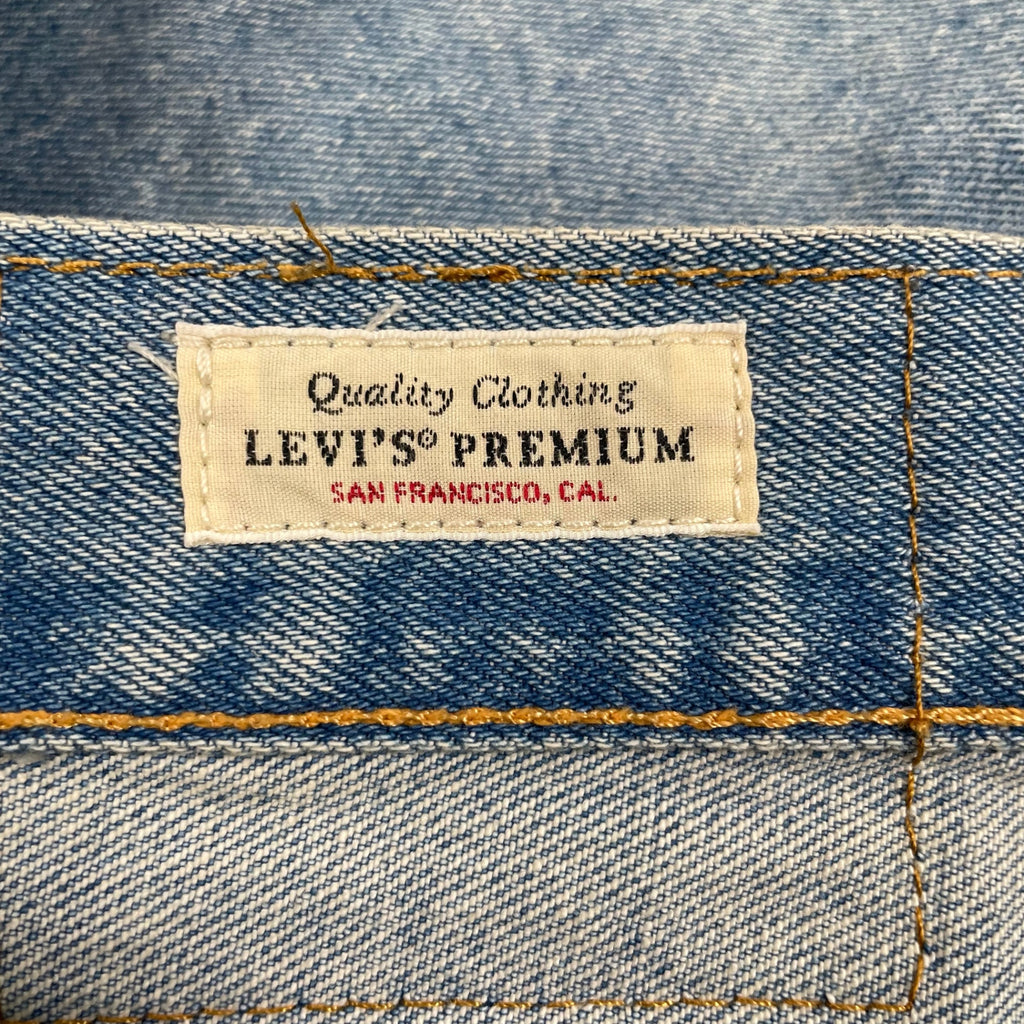 Quality Clothing
LEVI'S® PREMIUM
SAN FRANCISCO, CAL.